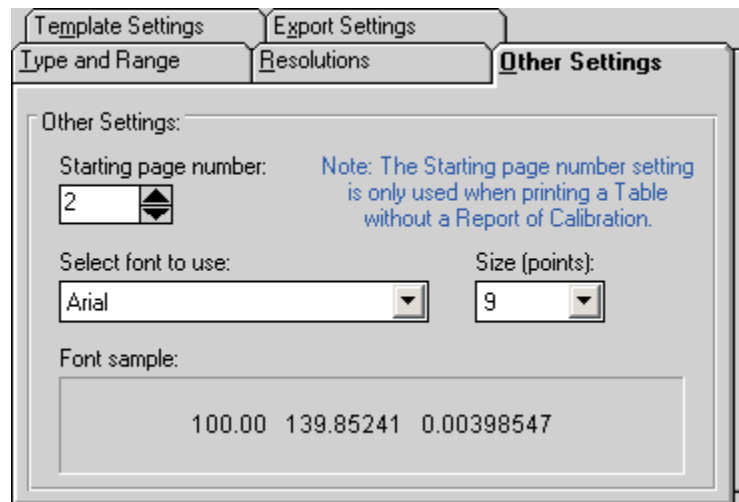 Template Settings Export Settings
Type and Range Resolutions Other Settings
Other Settings:
Starting page number:
2
Note: The Starting page number setting
is only used when printing a Table
without a Report of Calibration.
Select font to use: Size (points):
Arial 9
Font sample:
100.00 139.85241 0.00398547